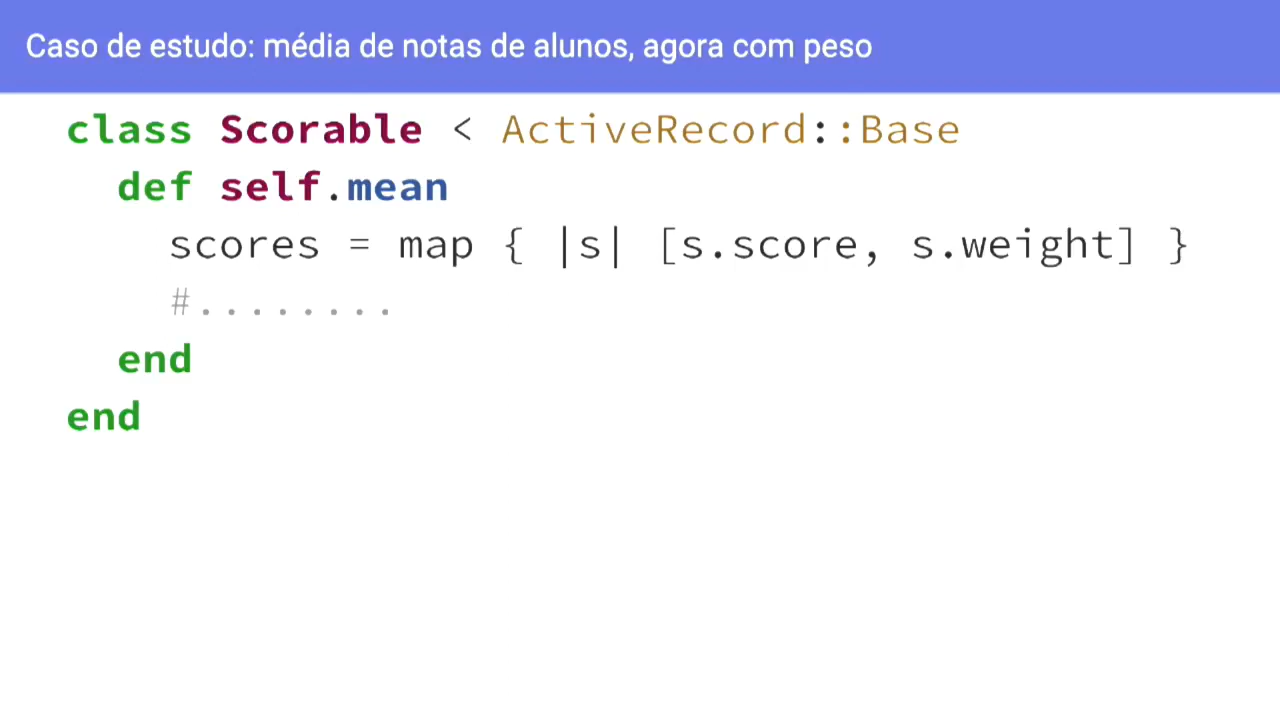 Caso de estudo: média de notas de alunos, agora com peso
class Scorable < ActiveRecord::Base
  def self.mean
    scores = map { |s| [s.score, s.weight] }
    #........
  end
end